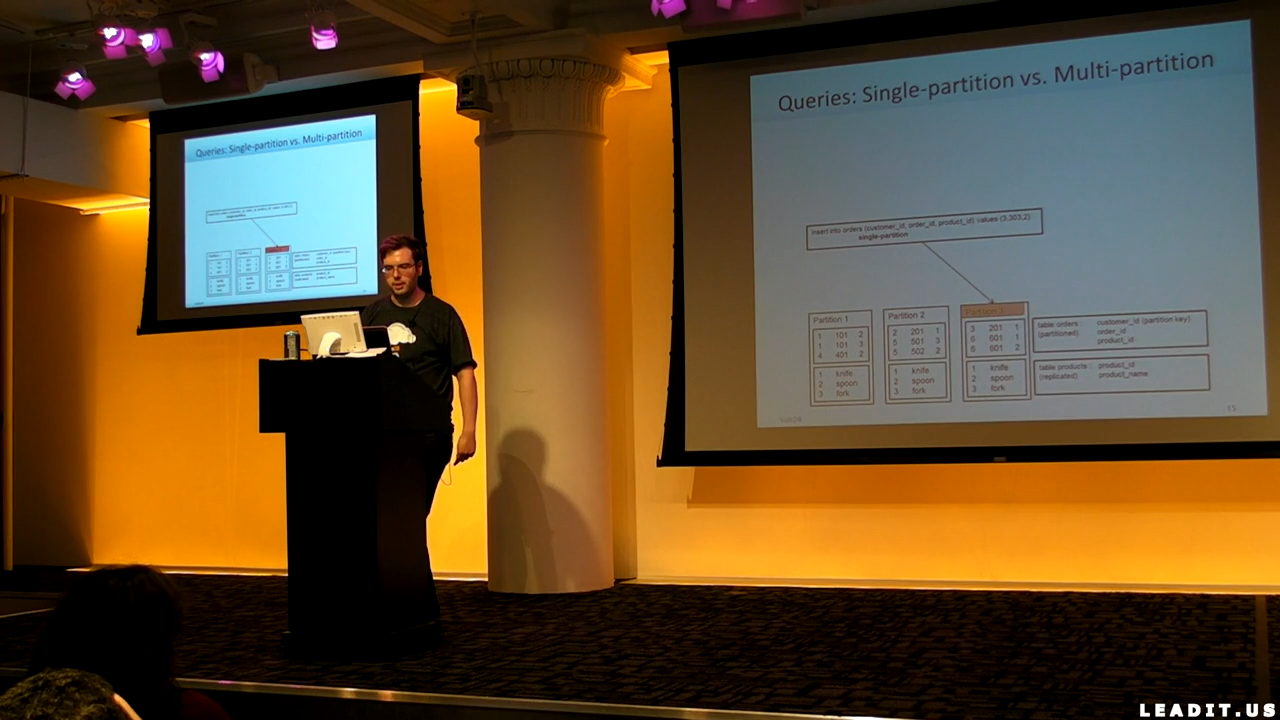 Queries: Single-partition vs. Multi-partition
Queries: Single-partition vs. Multi-partition
insert into orders (customer_id, order_id, product_id) values (3,303,2)
single-partition
Partition 1
1 101 2
1 101 3
4 401 2
1 knife
2 spoon
3 fork
Partition 2
2 201 1
5 501 3
5 502 2
1 knife
2 spoon
3 fork
Partition 3
3 201 1
6 601 1
6 601 2
1 knife
2 spoon
3 fork
table orders : customer_id (partition key)
(partitioned) order_id
product_id
table products : product_id
(replicated) product_name
15
LEADIT.US